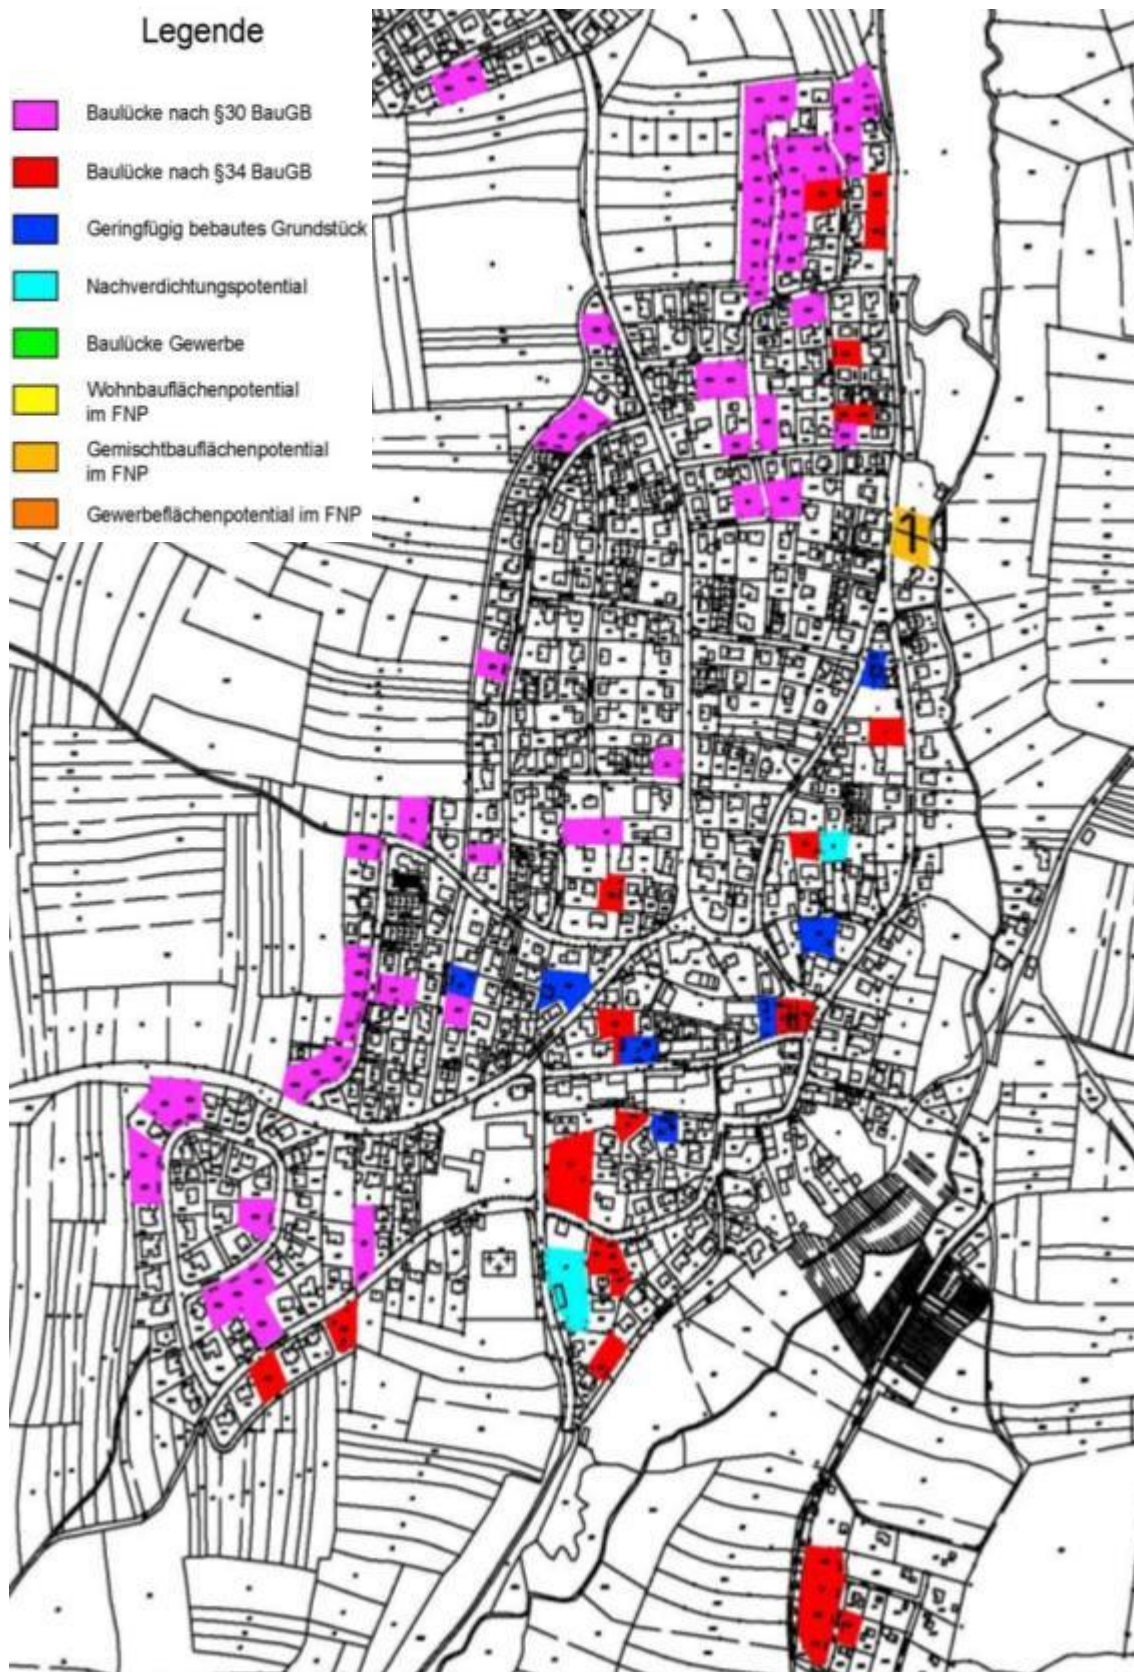 Legende
Baulücke nach §30 BauGB
Baulücke nach §34 BauGB
Geringfügig bebautes Grundstück
Nachverdichtungspotential
Baulücke Gewerbe
Wohnbauflächenpotential
im FNP
Gemischtbauflächenpotential
im FNP
Gewerbeflächenpotential im FNP